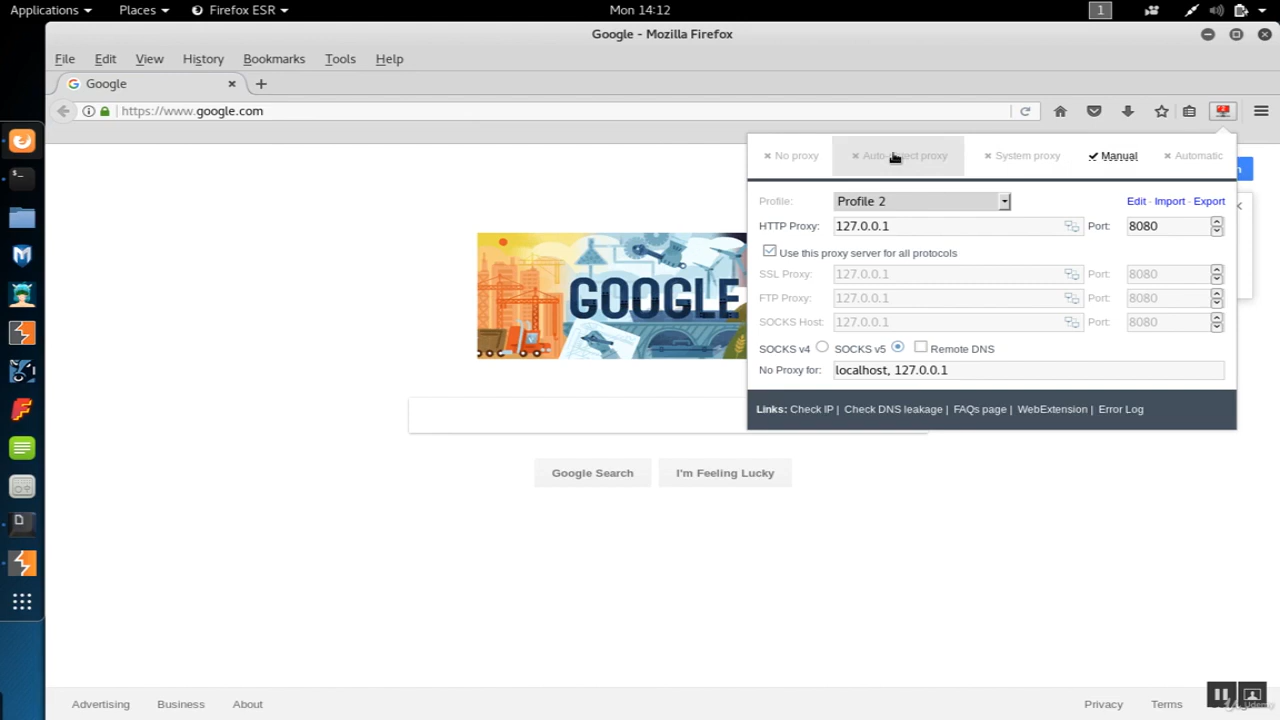 Applications Places Firefox ESR Mon 14:12 1
Google - Mozilla Firefox
File Edit View History Bookmarks Tools Help
Google
https://www.google.com
No proxy Auto-detect proxy System proxy Manual Automatic
Profile: Profile 2 Edit - Import - Export
HTTP Proxy: 127.0.0.1 Port: 8080
Use this proxy server for all protocols
SSL Proxy: 127.0.0.1 Port: 8080
FTP Proxy: 127.0.0.1 Port: 8080
SOCKS Host: 127.0.0.1 Port: 8080
SOCKS v4 SOCKS v5 Remote DNS
No Proxy for: localhost, 127.0.0.1
Links: Check IP | Check DNS leakage | FAQs page | WebExtension | Error Log
GOOGLE
Google Search I'm Feeling Lucky
Advertising Business About Privacy Terms
Udemy